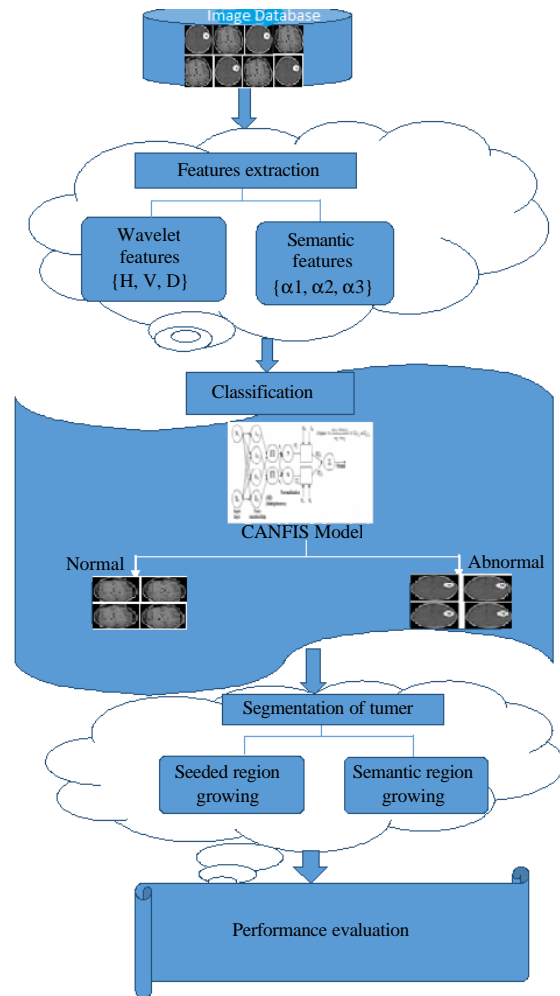 Image Database
Features extraction
Wavelet
features
{H, V, D}
Semantic
features
{α1, α2, α3}
Classification
CANFIS Model
Normal
Abnormal
Segmentation of tumer
Seeded region
growing
Semantic region
growing
Performance evaluation